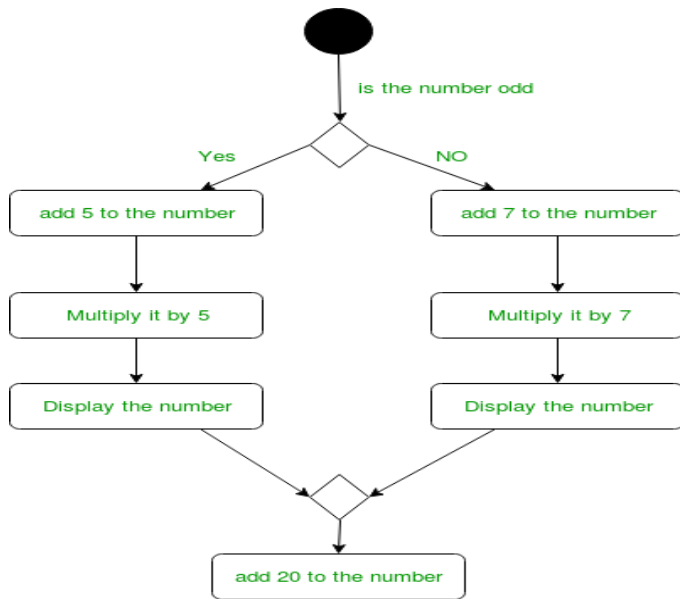 is the number odd
Yes
NO
add 5 to the number
add 7 to the number
Multiply it by 5
Multiply it by 7
Display the number
Display the number
add 20 to the number